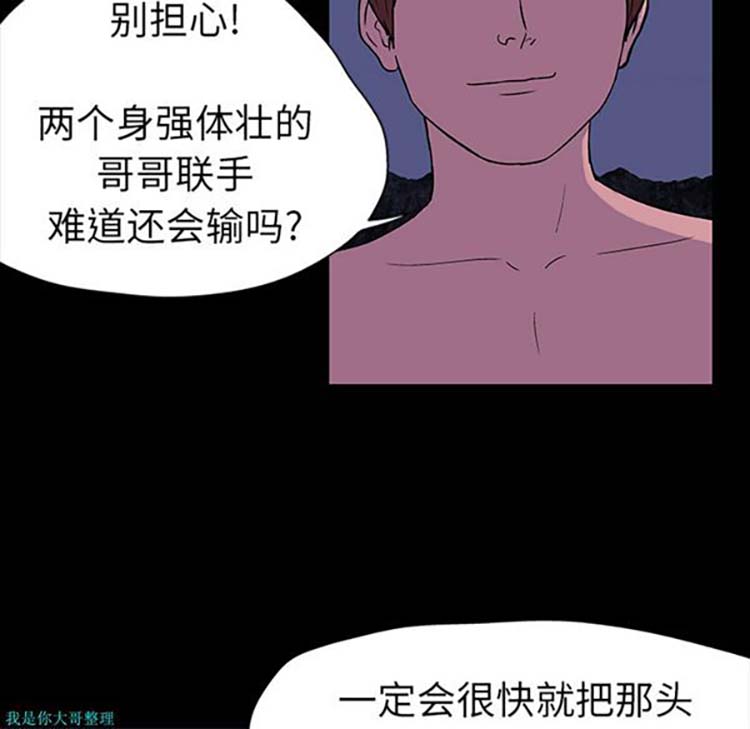 别担心!
两个身强体壮的
哥哥联手
难道还会输吗?
一定会很快就把那头
我是你大哥整理